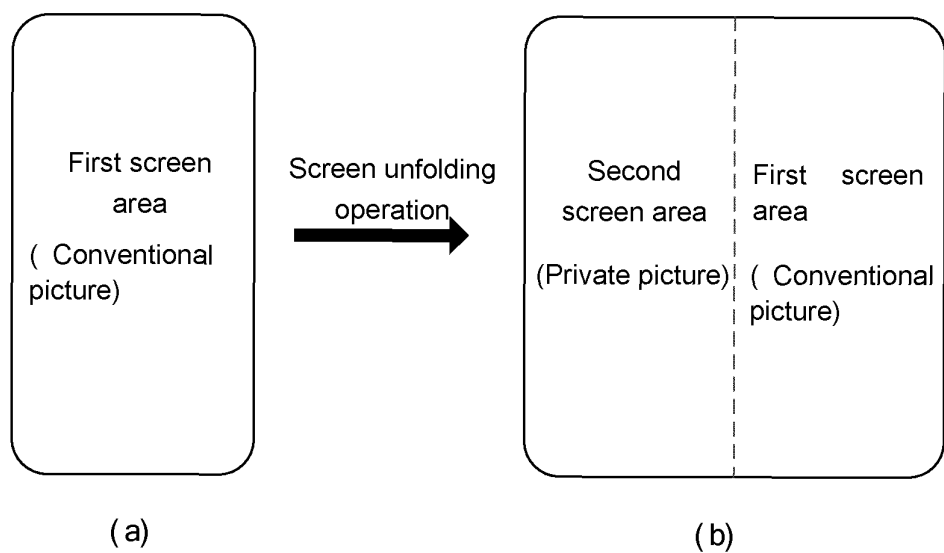 First screen
area
( Conventional
picture)
Screen unfolding
operation
Second
screen area
(Private picture)
First screen
area
( Conventional
picture)
(a)
(b)